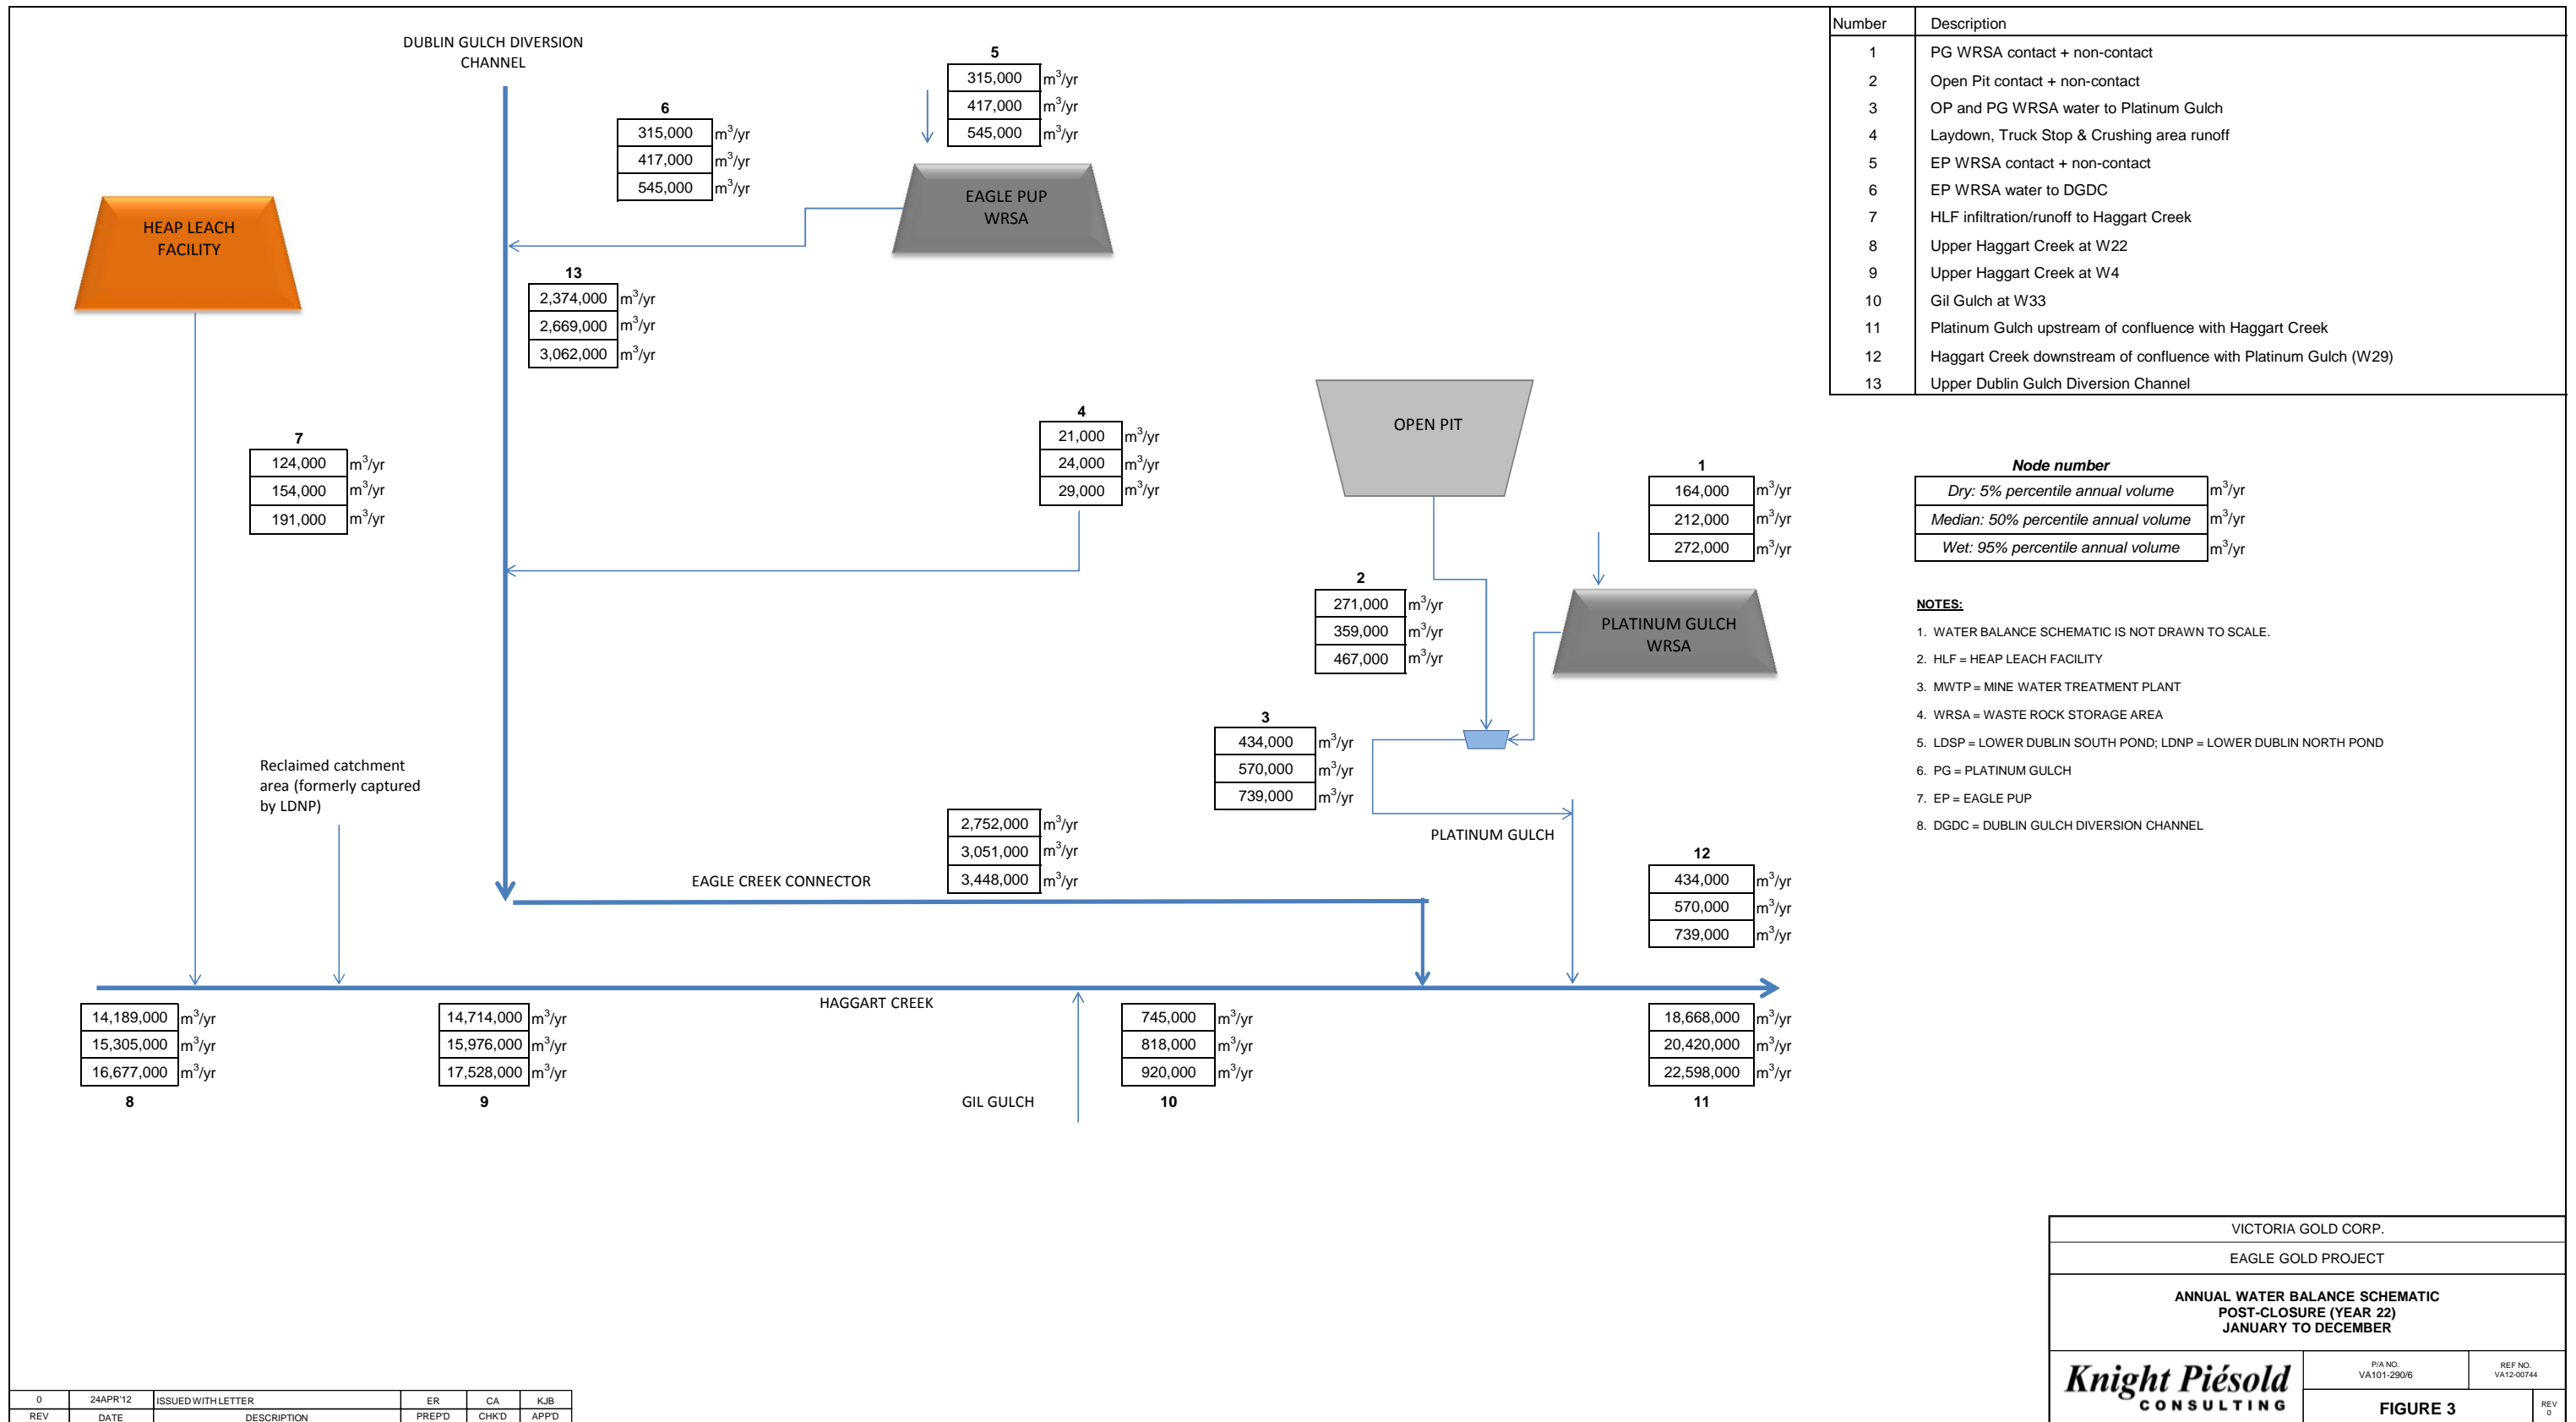 DUBLIN GULCH DIVERSION
CHANNEL
5
315,000 m³/yr
417,000 m³/yr
545,000 m³/yr
6
315,000 m³/yr
417,000 m³/yr
545,000 m³/yr
EAGLE PUP
WRSA
HEAP LEACH
FACILITY
13
2,374,000 m³/yr
2,669,000 m³/yr
3,062,000 m³/yr
4
21,000 m³/yr
24,000 m³/yr
29,000 m³/yr
OPEN PIT
7
124,000 m³/yr
154,000 m³/yr
191,000 m³/yr
1
164,000 m³/yr
212,000 m³/yr
272,000 m³/yr
2
271,000 m³/yr
359,000 m³/yr
467,000 m³/yr
PLATINUM GULCH
WRSA
3
434,000 m³/yr
570,000 m³/yr
739,000 m³/yr
Reclaimed catchment
area (formerly captured
by LDNP)
2,752,000 m³/yr
3,051,000 m³/yr
3,448,000 m³/yr
EAGLE CREEK CONNECTOR
PLATINUM GULCH
12
434,000 m³/yr
570,000 m³/yr
739,000 m³/yr
HAGGART CREEK
14,189,000 m³/yr
15,305,000 m³/yr
16,677,000 m³/yr
8
14,714,000 m³/yr
15,976,000 m³/yr
17,528,000 m³/yr
9
GIL GULCH
745,000 m³/yr
818,000 m³/yr
920,000 m³/yr
10
18,668,000 m³/yr
20,420,000 m³/yr
22,598,000 m³/yr
11
Number Description
1 PG WRSA contact + non-contact
2 Open Pit contact + non-contact
3 OP and PG WRSA water to Platinum Gulch
4 Laydown, Truck Stop & Crushing area runoff
5 EP WRSA contact + non-contact
6 EP WRSA water to DGDC
7 HLF infiltration/runoff to Haggart Creek
8 Upper Haggart Creek at W22
9 Upper Haggart Creek at W4
10 Gil Gulch at W33
11 Platinum Gulch upstream of confluence with Haggart Creek
12 Haggart Creek downstream of confluence with Platinum Gulch (W29)
13 Upper Dublin Gulch Diversion Channel
Node number
Dry: 5% percentile annual volume m³/yr
Median: 50% percentile annual volume m³/yr
Wet: 95% percentile annual volume m³/yr
NOTES:
1. WATER BALANCE SCHEMATIC IS NOT DRAWN TO SCALE.
2. HLF = HEAP LEACH FACILITY
3. MWTP = MINE WATER TREATMENT PLANT
4. WRSA = WASTE ROCK STORAGE AREA
5. LDSP = LOWER DUBLIN SOUTH POND; LDNP = LOWER DUBLIN NORTH POND
6. PG = PLATINUM GULCH
7. EP = EAGLE PUP
8. DGDC = DUBLIN GULCH DIVERSION CHANNEL
VICTORIA GOLD CORP.
EAGLE GOLD PROJECT
ANNUAL WATER BALANCE SCHEMATIC
POST-CLOSURE (YEAR 22)
JANUARY TO DECEMBER
Knight Piésold
CONSULTING
P/A NO.
VA101-290/6
REF NO.
VA12-00744
FIGURE 3
REV
0
0 24APR'12 ISSUED WITH LETTER ER CA KJB
REV DATE DESCRIPTION PREP'D CHK'D APP'D